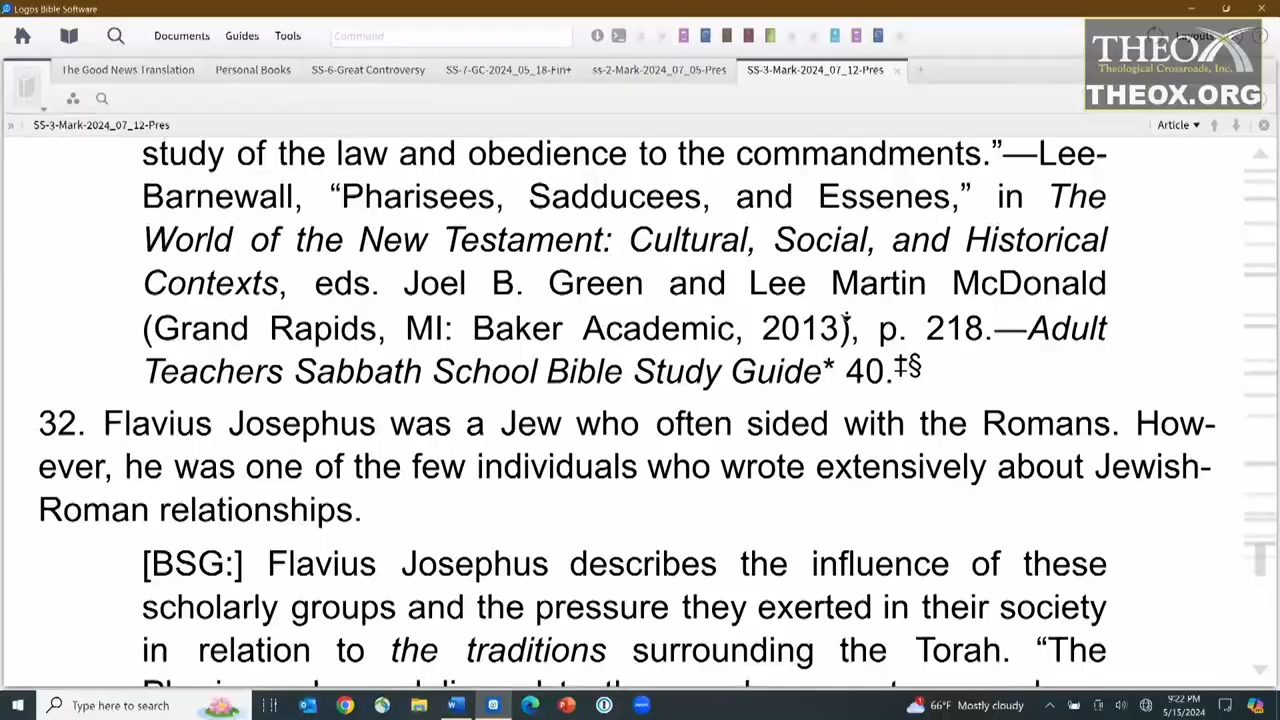 Logos Bible Software
Documents Guides Tools Command Layouts
THEOX
Theological Crossroads, Inc.
THEOX.ORG
The Good News Translation Personal Books SS-6-Great Contro 05_18-Fin+ ss-2-Mark-2024_07_05-Pres SS-3-Mark-2024_07_12-Pres
SS-3-Mark-2024_07_12-Pres Article
study of the law and obedience to the commandments.”—Lee-
Barnewall, “Pharisees, Sadducees, and Essenes,” in The
World of the New Testament: Cultural, Social, and Historical
Contexts, eds. Joel B. Green and Lee Martin McDonald
(Grand Rapids, MI: Baker Academic, 2013), p. 218.—Adult
Teachers Sabbath School Bible Study Guide* 40.‡§
32. Flavius Josephus was a Jew who often sided with the Romans. How-
ever, he was one of the few individuals who wrote extensively about Jewish-
Roman relationships.
[BSG:] Flavius Josephus describes the influence of these
scholarly groups and the pressure they exerted in their society
in relation to the traditions surrounding the Torah. “The
Type here to search 66°F Mostly cloudy 9:22 PM
5/15/2024